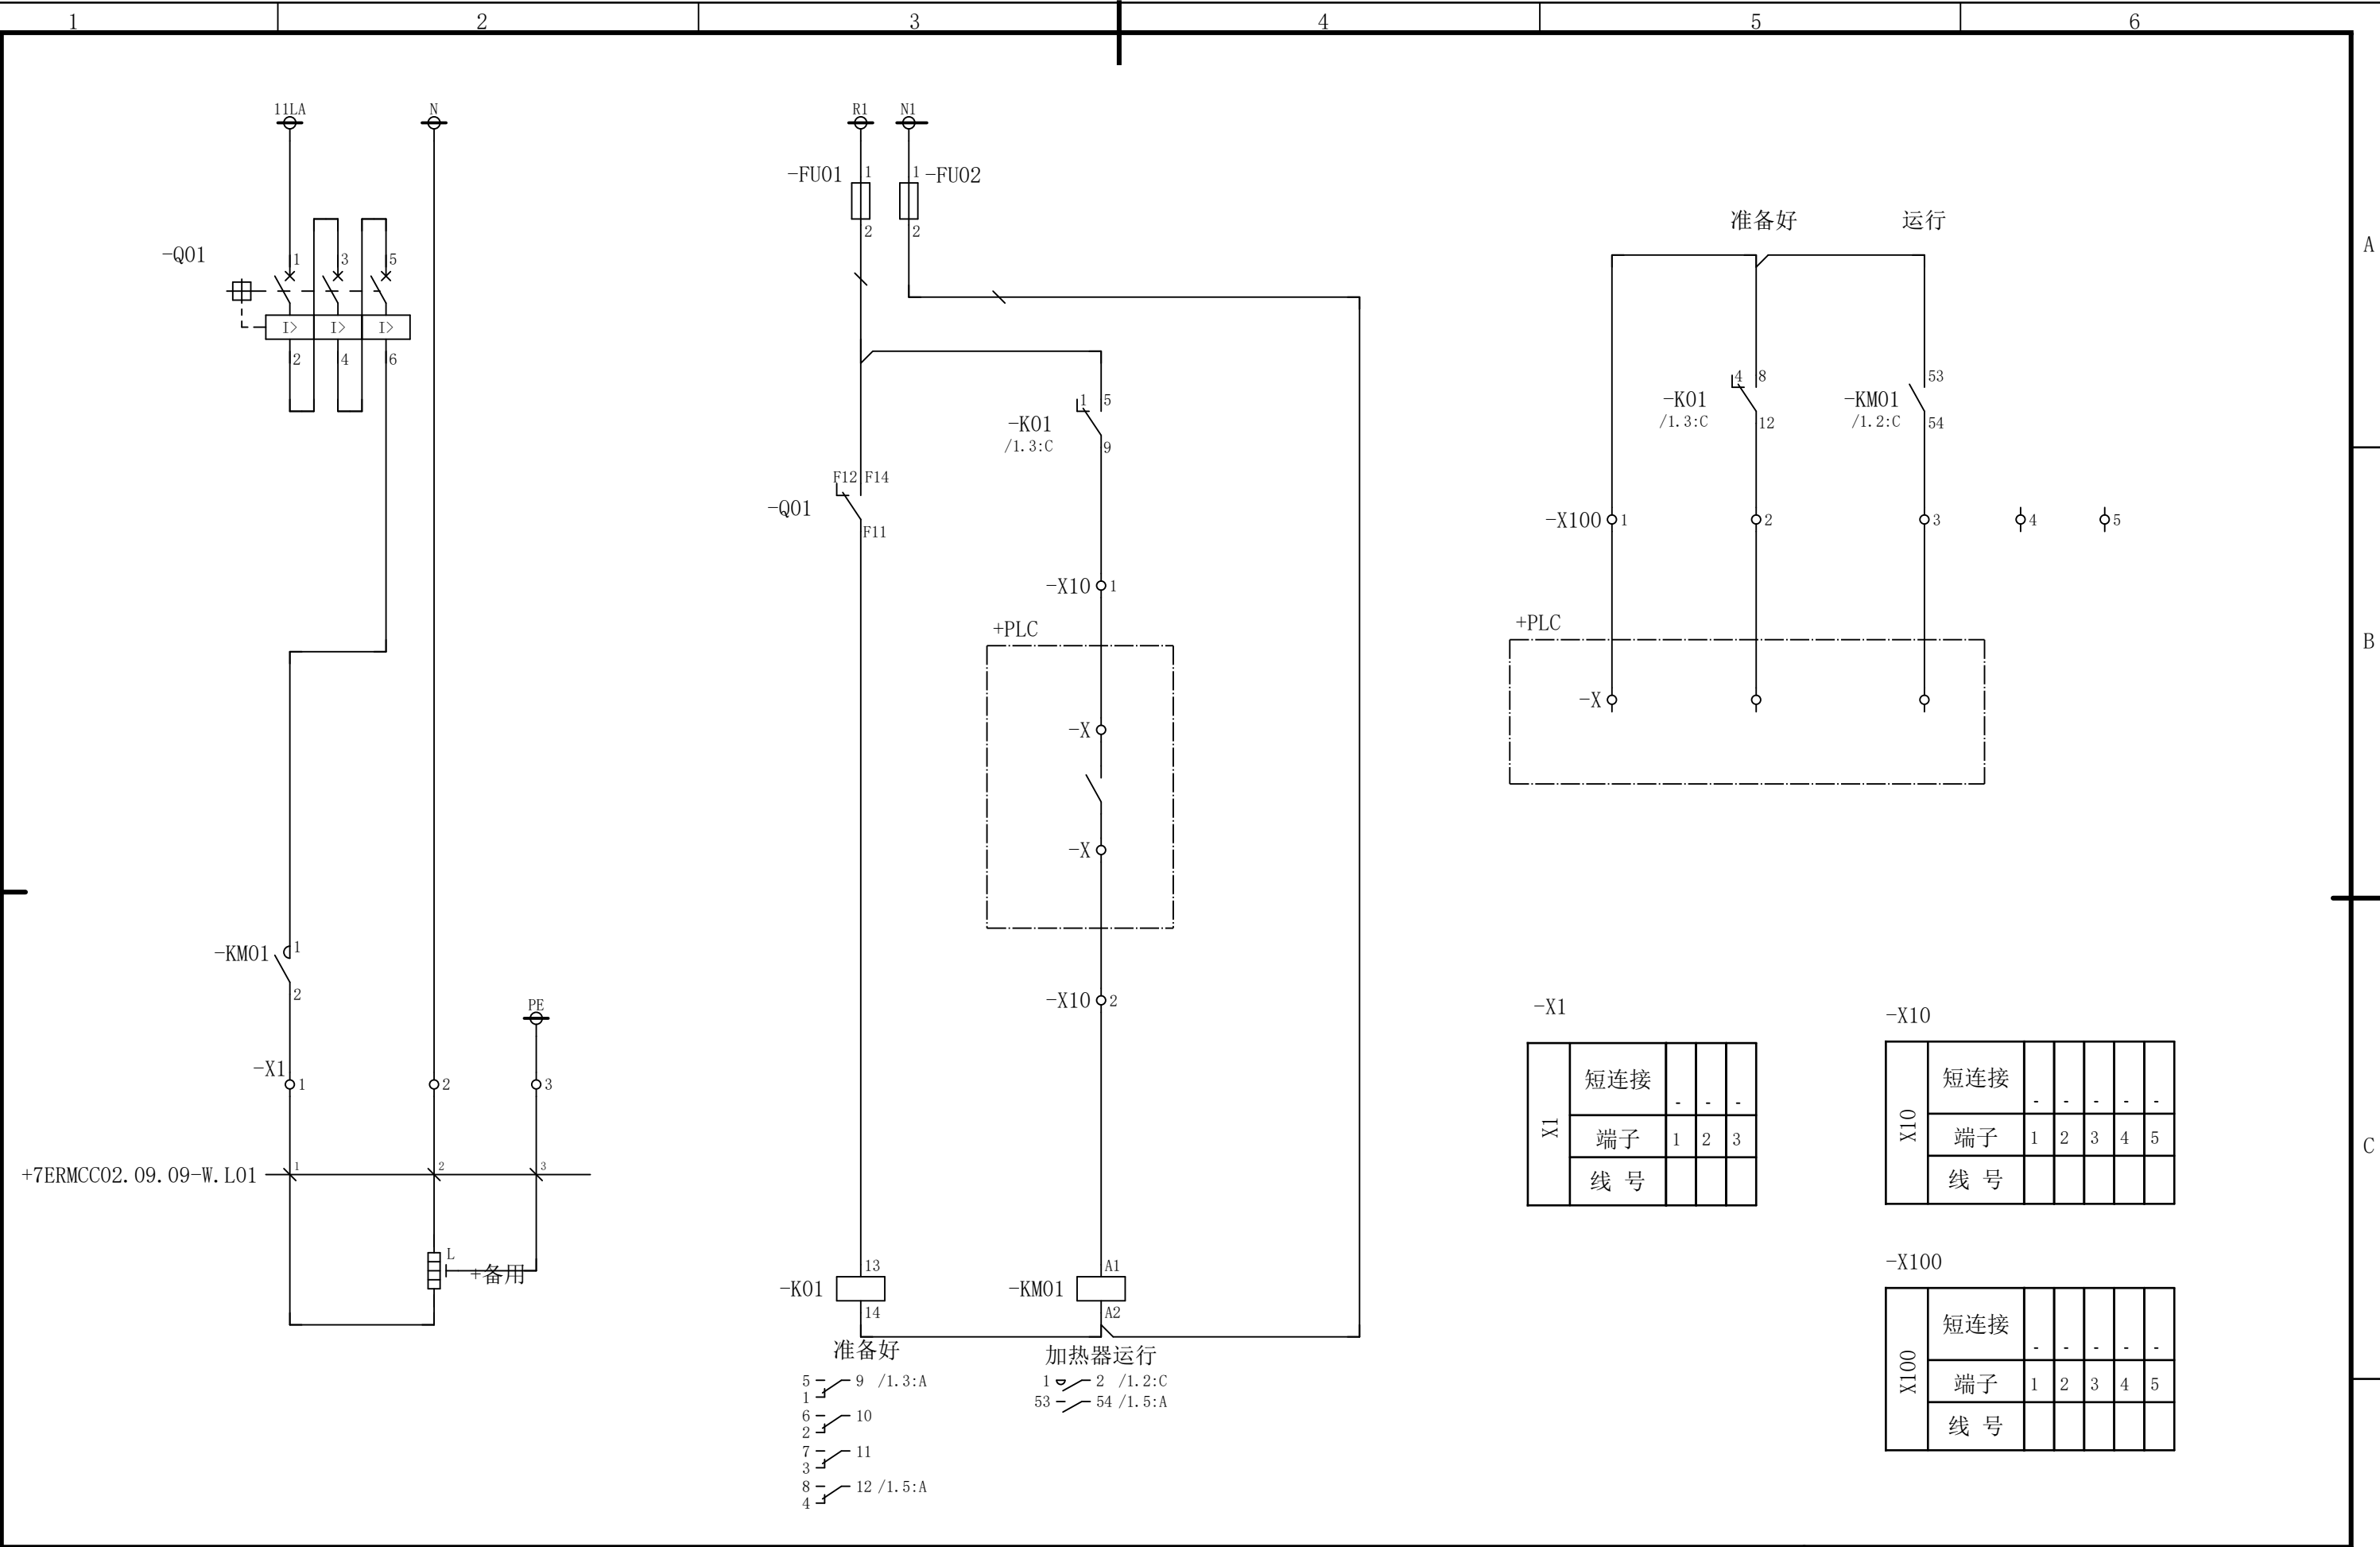 1 2 3 4 5 6
A
B
C
11LA N
-Q01
1 3 5
I> I> I>
2 4 6
-KM01 1
2
PE
-X1 1 2 3
+7ERMCC02.09.09-W.L01 1 2 3
L
+备用
R1 N1
-FU01 1 1 -FU02
2 2
-K01 1 5
/1.3:C 9
-Q01 F12 F14
F11
-X10 1
+PLC
-X
-X
-X10 2
-K01 13
14
-KM01 A1
A2
准备好
5 9 /1.3:A
1
6 10
2
7 11
3
8 12 /1.5:A
4
加热器运行
1 2 /1.2:C
53 54 /1.5:A
准备好 运行
-K01 4 8
/1.3:C 12
-KM01 53
/1.2:C 54
-X100 1 2 3 4 5
+PLC
-X
-X1
X1
短连接 - - -
端子 1 2 3
线 号
-X10
X10
短连接 - - - - -
端子 1 2 3 4 5
线 号
-X100
X100
短连接 - - - - -
端子 1 2 3 4 5
线 号